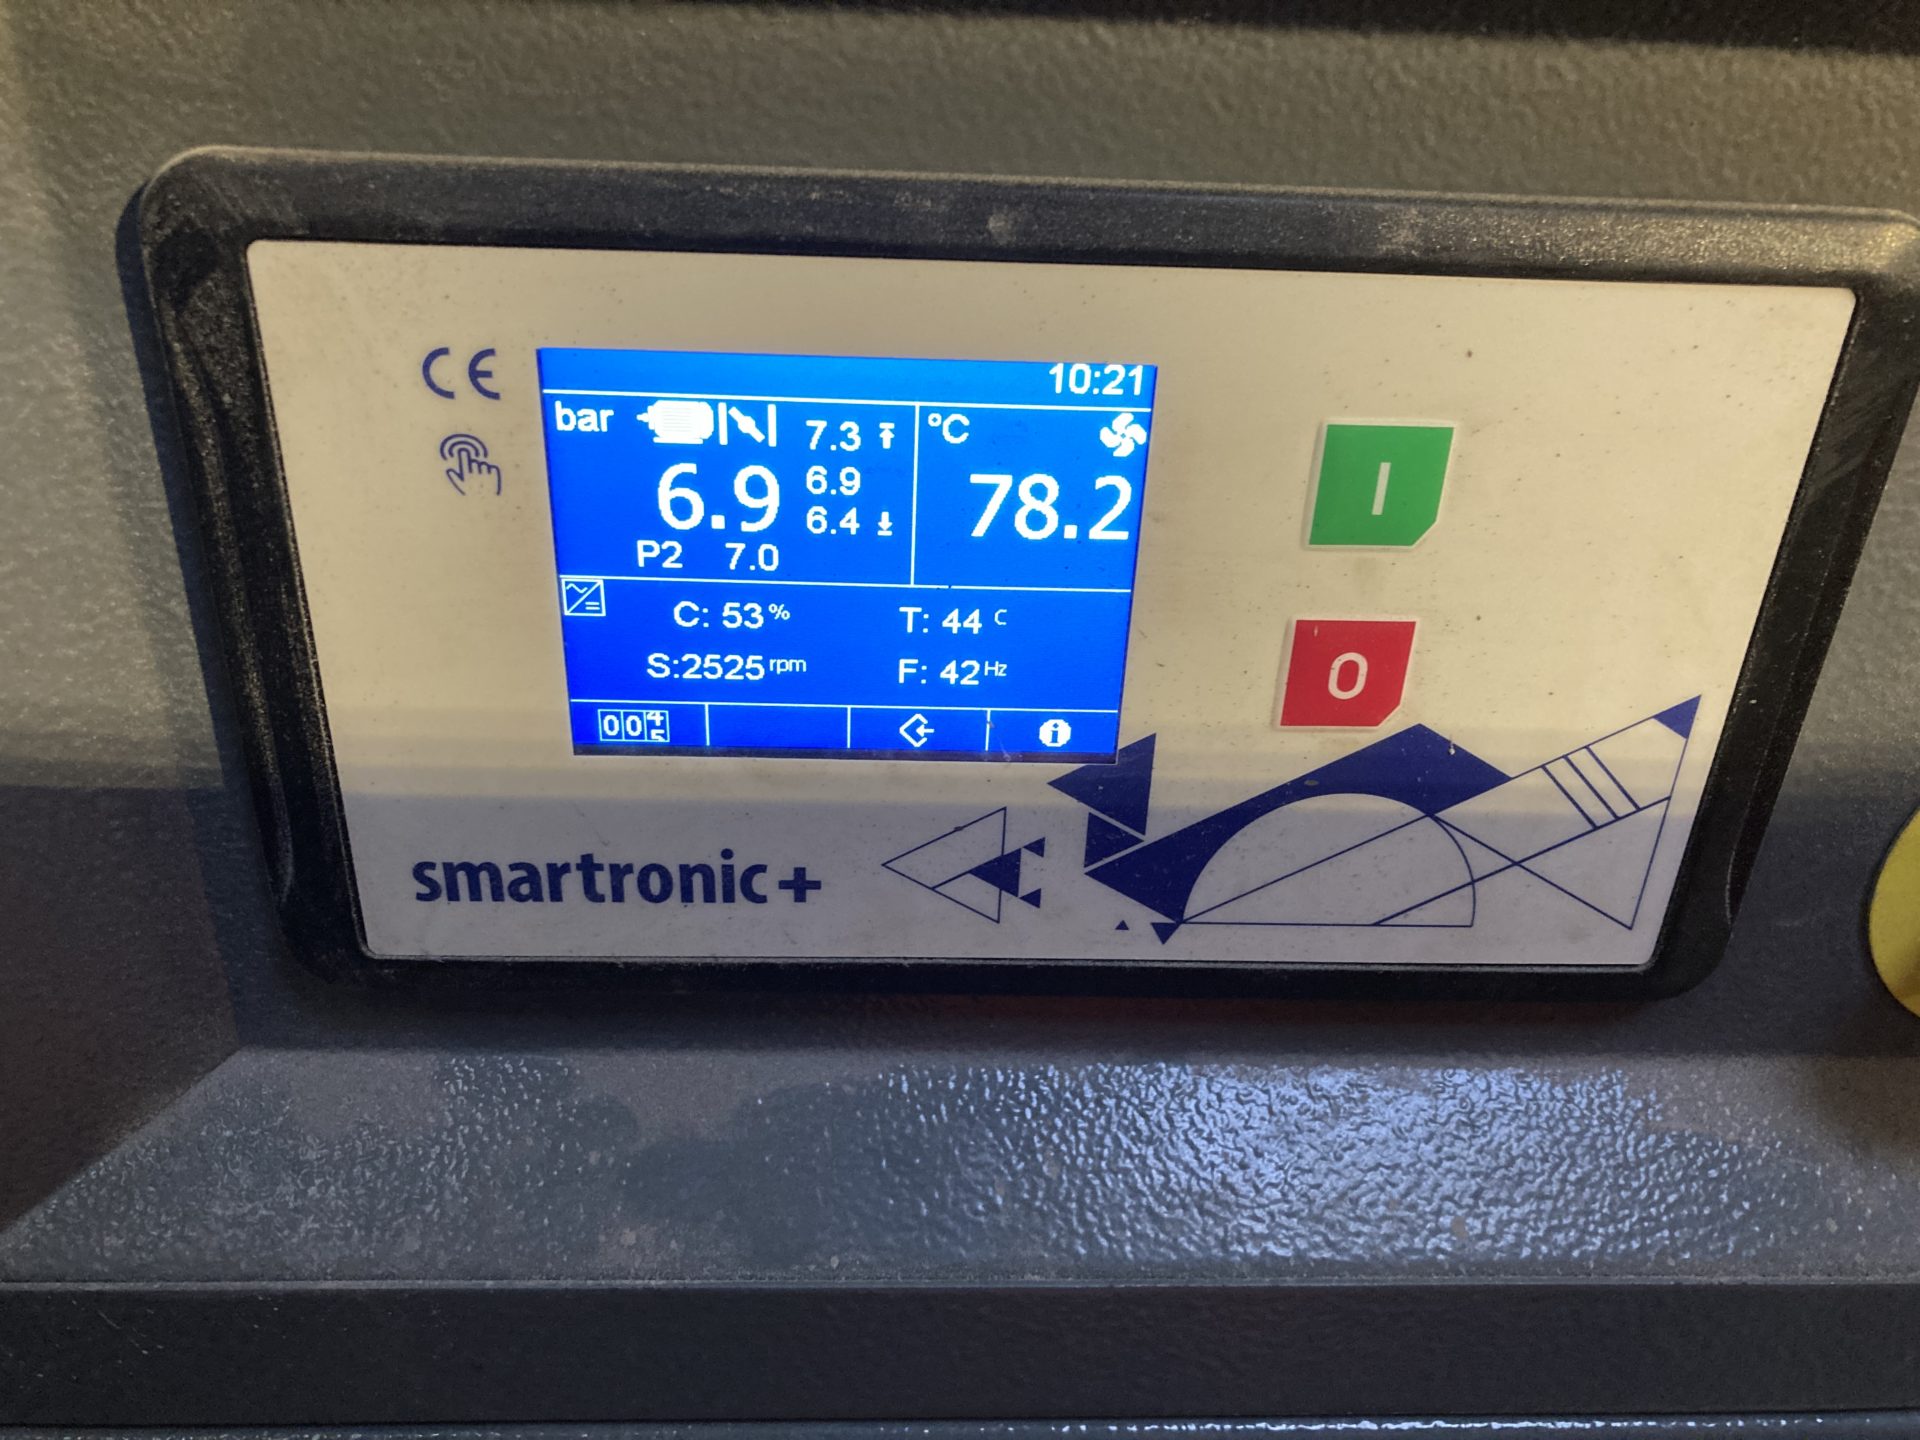 CE
10:21
bar
7.3
°C
6.9
6.9
78.2
6.4
P2 7.0
C: 53 %
T: 44 C
S:2525 rpm
F: 42 Hz
00
i
I
O
smartronic+